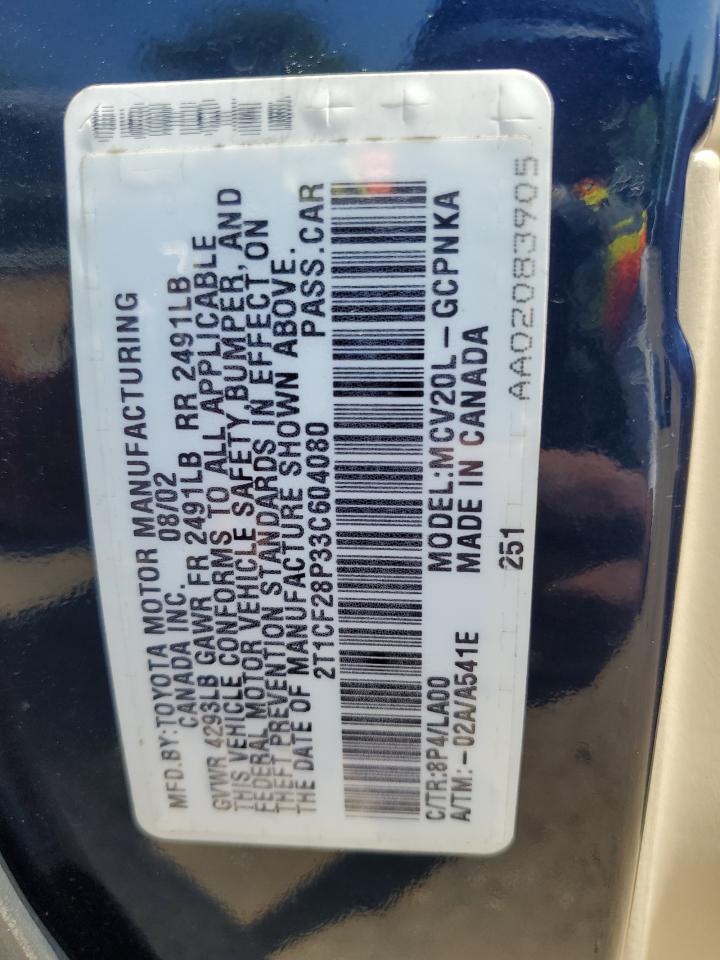 MFD.BY:TOYOTA MOTOR MANUFACTURING
CANADA INC. 08/02
GVWR 4293LB GAWR FR 2491LB RR 2491LB
THIS VEHICLE CONFORMS TO ALL APPLICABLE
FEDERAL MOTOR VEHICLE SAFETY, BUMPER, AND
THEFT PREVENTION STANDARDS IN EFFECT ON
THE DATE OF MANUFACTURE SHOWN ABOVE.
2T1CF28P33C604080 PASS.CAR
C/TR:8P4/LA00 MODEL:MCV20L-GCPNKA
A/TM:-02A/A541E MADE IN CANADA
251
AA02083905